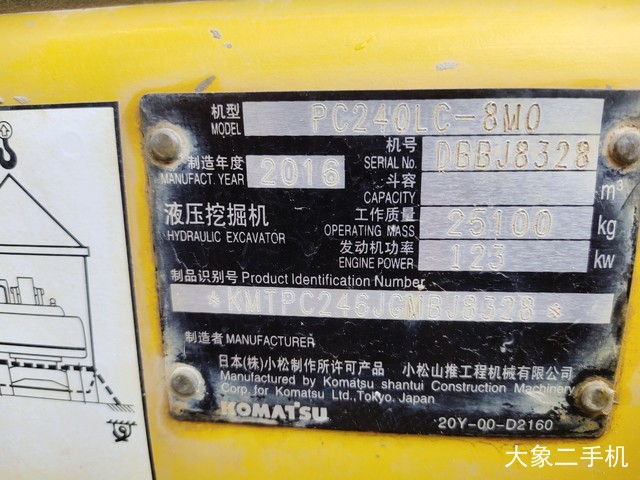 机型 MODEL PC240LC-8M0
机号 SERIAL No. DBBJ8328
制造年度 MANUFACT. YEAR 2016
斗容 CAPACITY m³
液压挖掘机 HYDRAULIC EXCAVATOR
工作质量 OPERATING MASS 25100 kg
发动机功率 ENGINE POWER 123 kw
制品识别号 Product Identification Number
*KMTPC246JGMBJ8328*
制造者 MANUFACTURER
日本(株)小松制作所许可产品 小松山推工程机械有限公司
Manufactured by Komatsu shantui Construction Machinery
Corp. for Komatsu Ltd.,Tokyo, Japan
KOMATSU
20Y-00-D2160
大象二手机